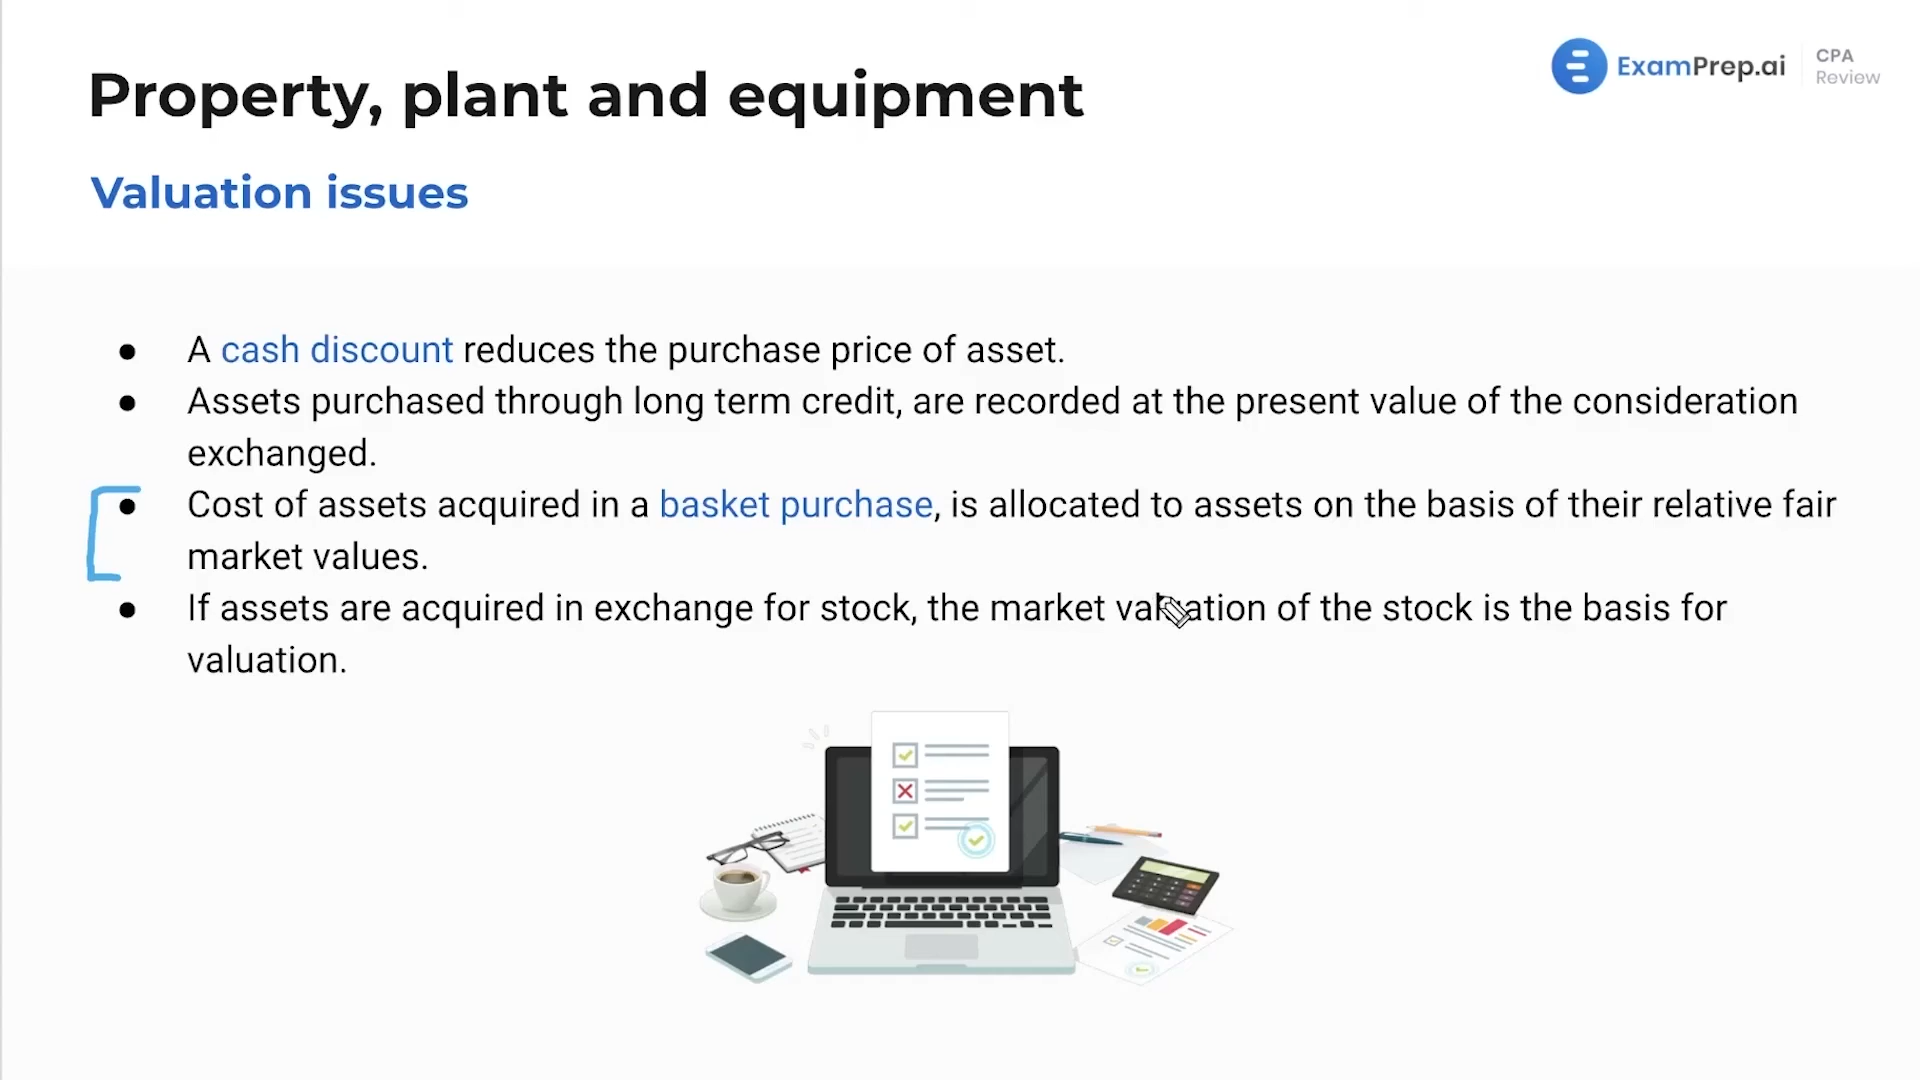 ExamPrep.ai
CPA
Review
Property, plant and equipment
Valuation issues
● A cash discount reduces the purchase price of asset.
● Assets purchased through long term credit, are recorded at the present value of the consideration
exchanged.
● Cost of assets acquired in a basket purchase, is allocated to assets on the basis of their relative fair
market values.
● If assets are acquired in exchange for stock, the market valuation of the stock is the basis for
valuation.